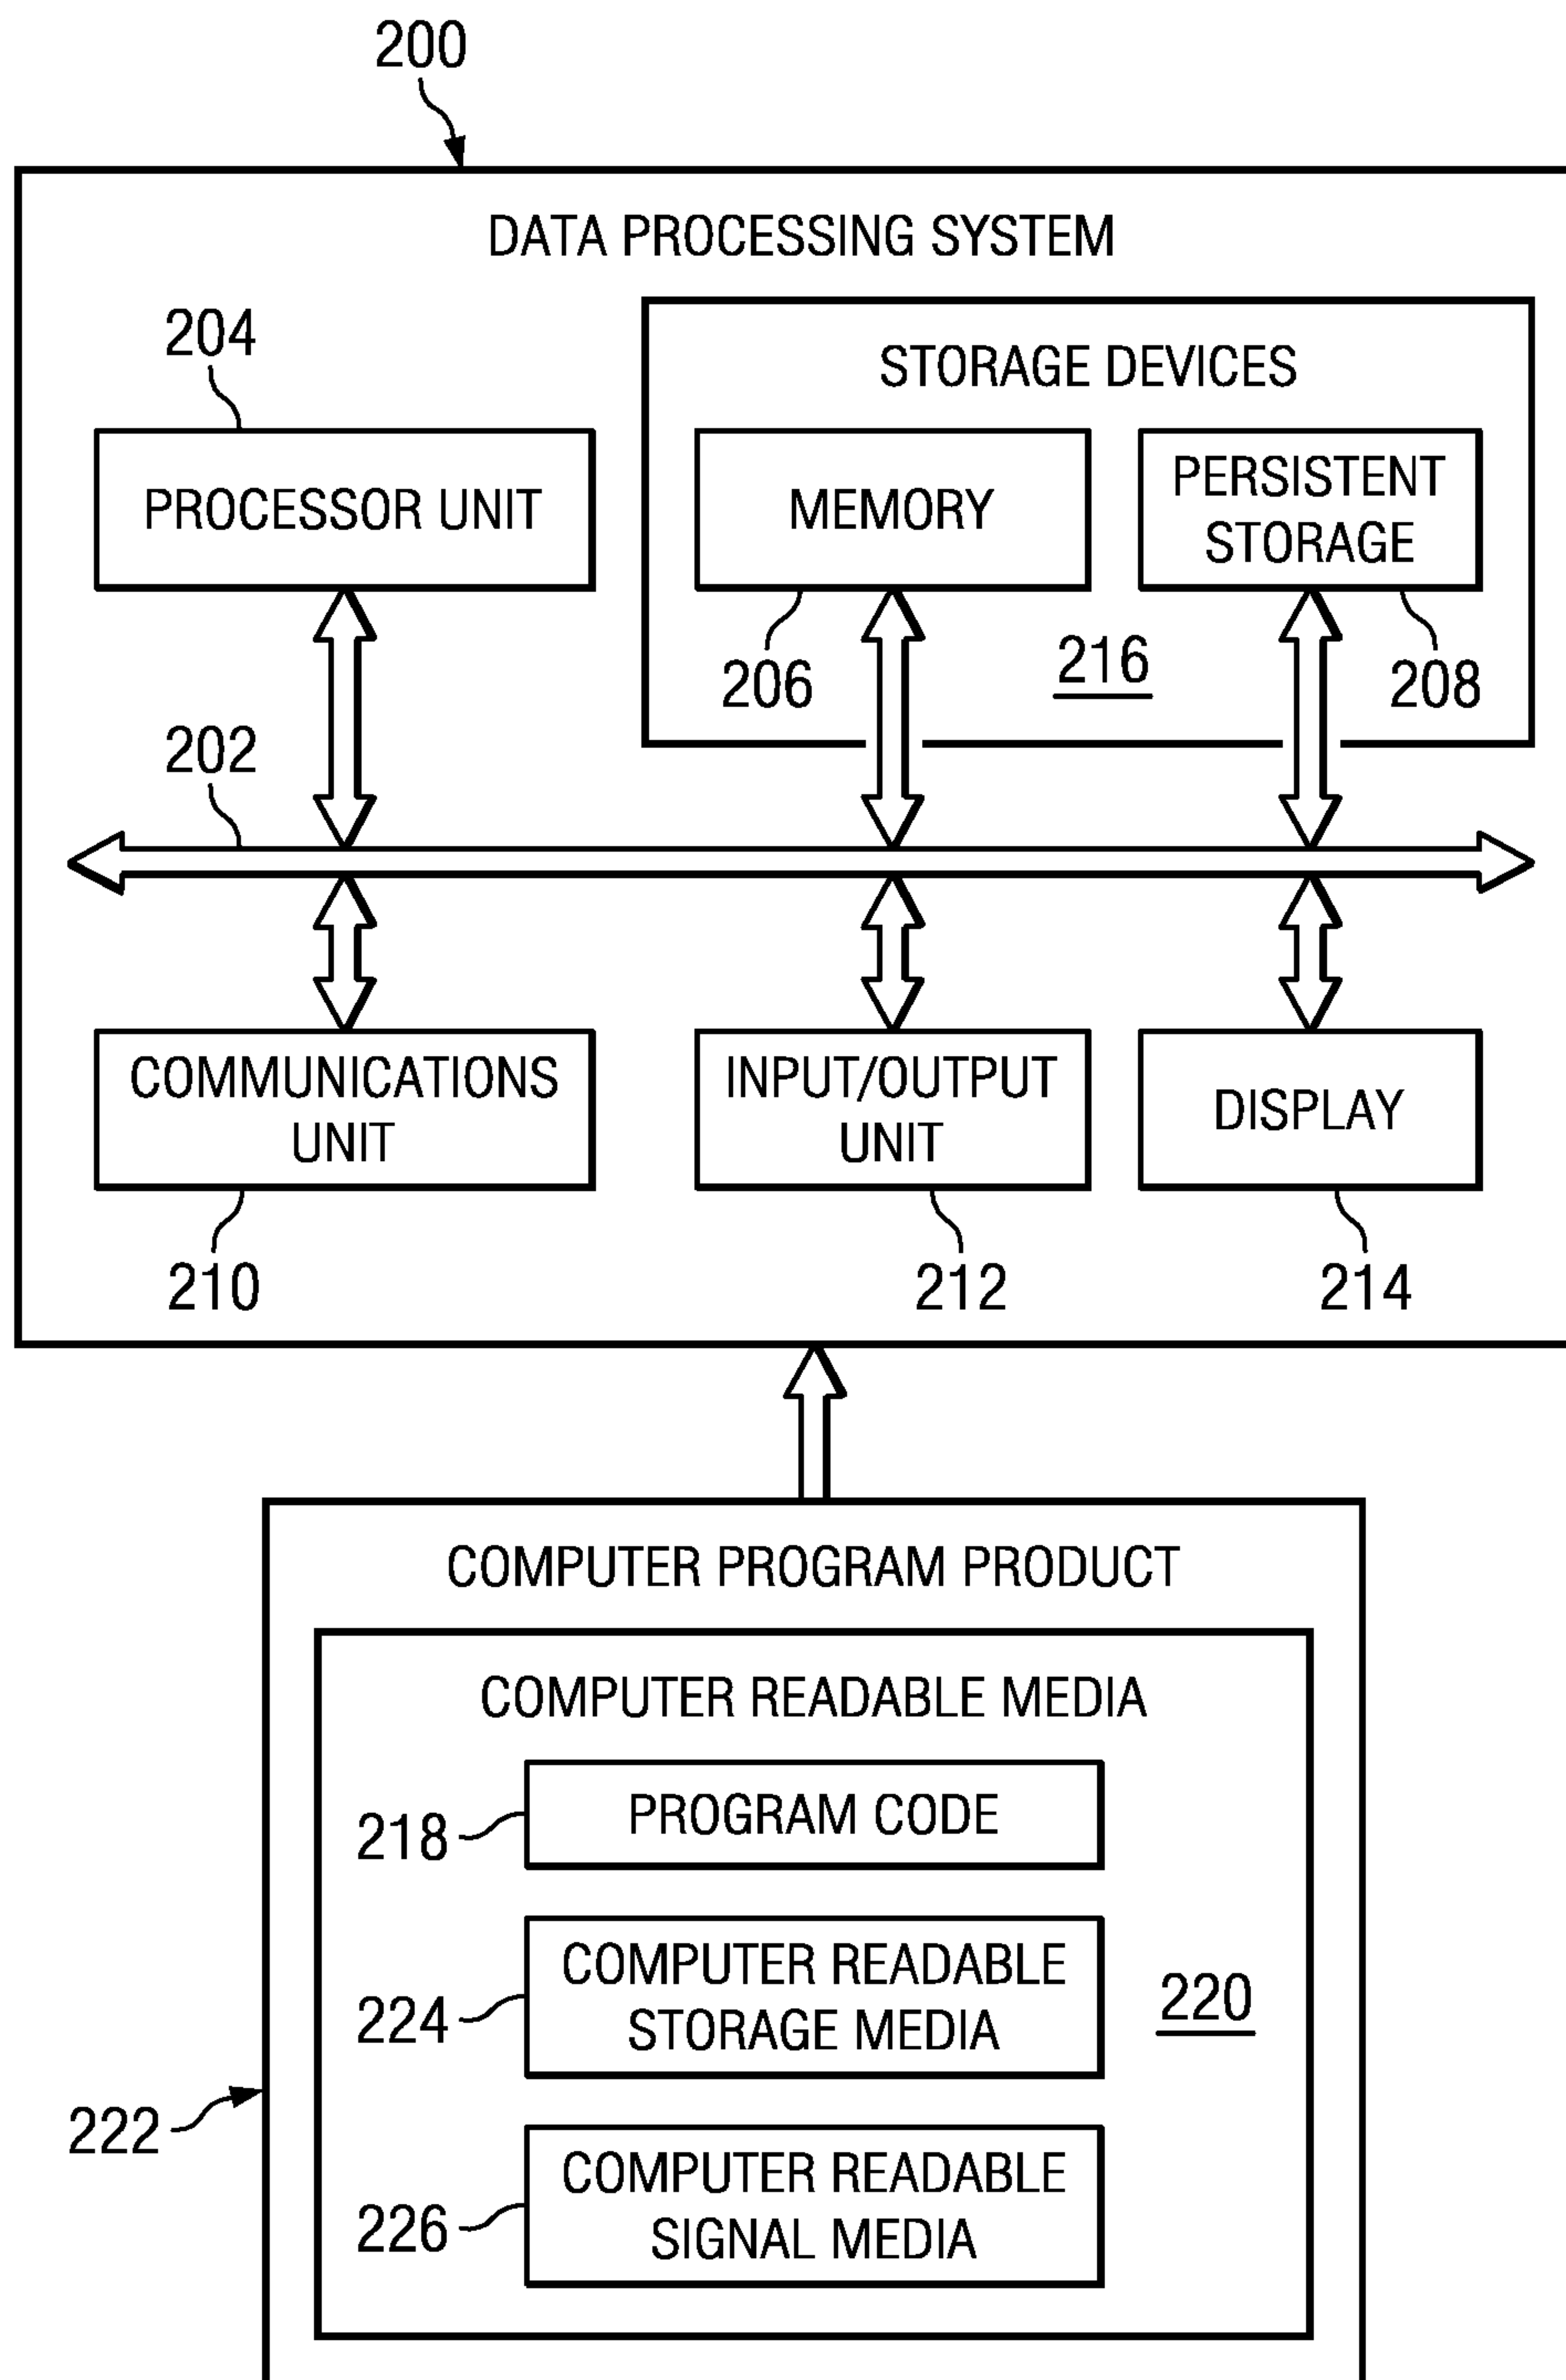 200
DATA PROCESSING SYSTEM
204
STORAGE DEVICES
PROCESSOR UNIT
MEMORY
PERSISTENT
STORAGE
206
216
208
202
COMMUNICATIONS
UNIT
INPUT/OUTPUT
UNIT
DISPLAY
210
212
214
COMPUTER PROGRAM PRODUCT
COMPUTER READABLE MEDIA
218
PROGRAM CODE
224
COMPUTER READABLE
STORAGE MEDIA
220
222
226
COMPUTER READABLE
SIGNAL MEDIA